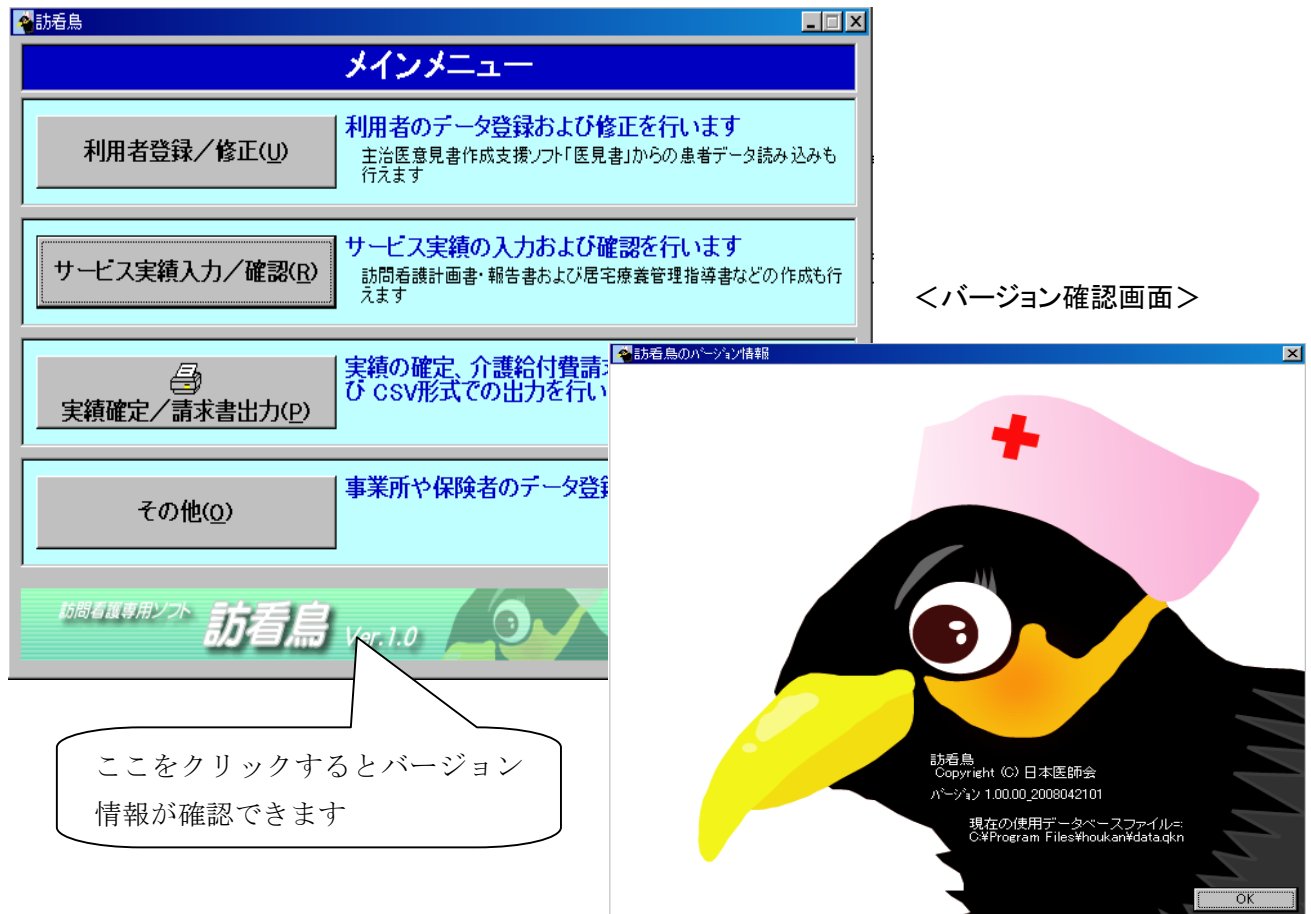 訪看鳥
メインメニュー
利用者登録／修正(U)
利用者のデータ登録および修正を行います
主治医意見書作成支援ソフト「医見書」からの患者データ読み込みも
行えます
サービス実績入力／確認(R)
サービス実績の入力および確認を行います
訪問看護計画書・報告書および居宅療養管理指導書などの作成も行
えます
実績確定／請求書出力(P)
実績の確定、介護給付費請
び CSV形式での出力を行い
その他(O)
事業所や保険者のデータ登
訪問看護専用ソフト 訪看鳥 Ver.1.0
ここをクリックするとバージョン
情報が確認できます
＜バージョン確認画面＞
訪看鳥のバージョン情報
訪看鳥
Copyright (C) 日本医師会
バージョン 1.00.00_2008042101
現在の使用データベースファイル=:
C:¥Program Files¥houkan¥data.qkn
OK